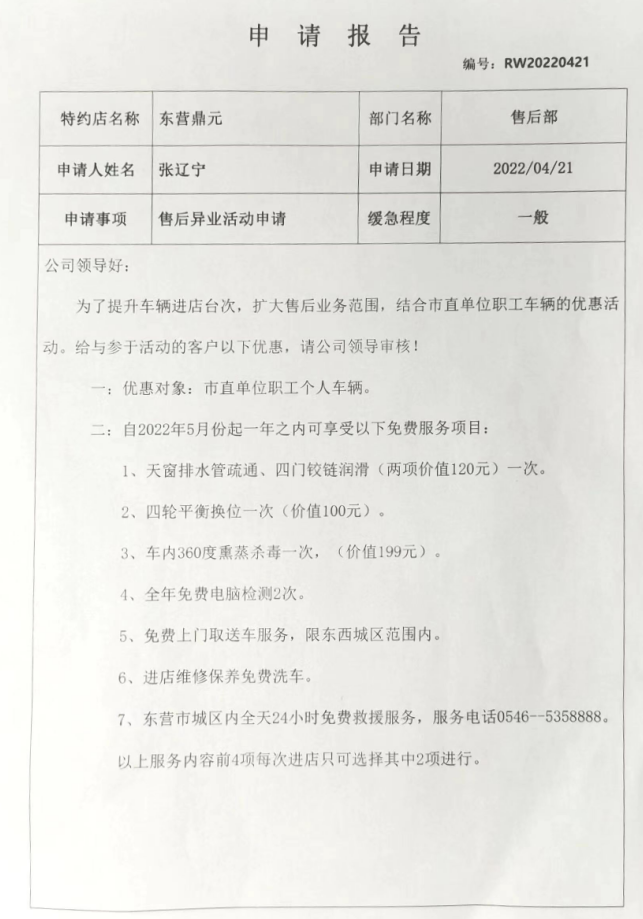 申 请 报 告
编号：RW20220421
特约店名称 东营鼎元 部门名称 售后部
申请人姓名 张辽宁 申请日期 2022/04/21
申请事项 售后异业活动申请 缓急程度 一般
公司领导好：
为了提升车辆进店台次，扩大售后业务范围，结合市直单位职工车辆的优惠活
动。给与参于活动的客户以下优惠，请公司领导审核！
一：优惠对象：市直单位职工个人车辆。
二：自2022年5月份起一年之内可享受以下免费服务项目：
1、天窗排水管疏通、四门铰链润滑（两项价值120元）一次。
2、四轮平衡换位一次（价值100元）。
3、车内360度熏蒸杀毒一次，（价值199元）。
4、全年免费电脑检测2次。
5、免费上门取送车服务，限东西城区范围内。
6、进店维修保养免费洗车。
7、东营市城区内全天24小时免费救援服务，服务电话0546--5358888。
以上服务内容前4项每次进店只可选择其中2项进行。